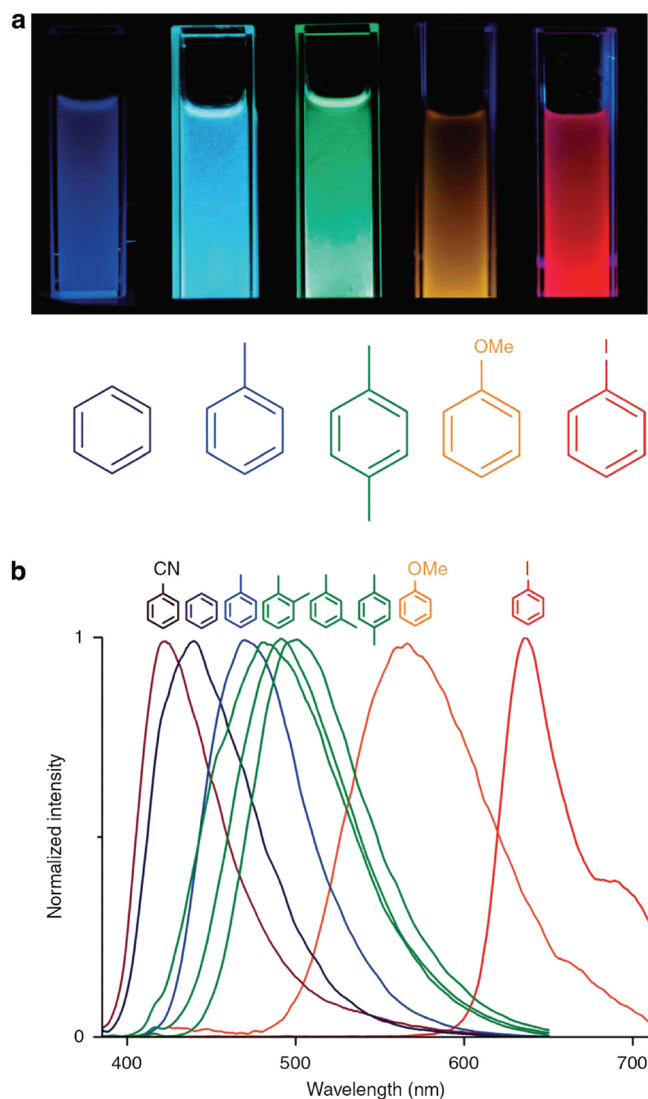 a
OMe
I
b
CN
OMe
I
1
Normalized intensity
0
400
500
600
700
Wavelength (nm)